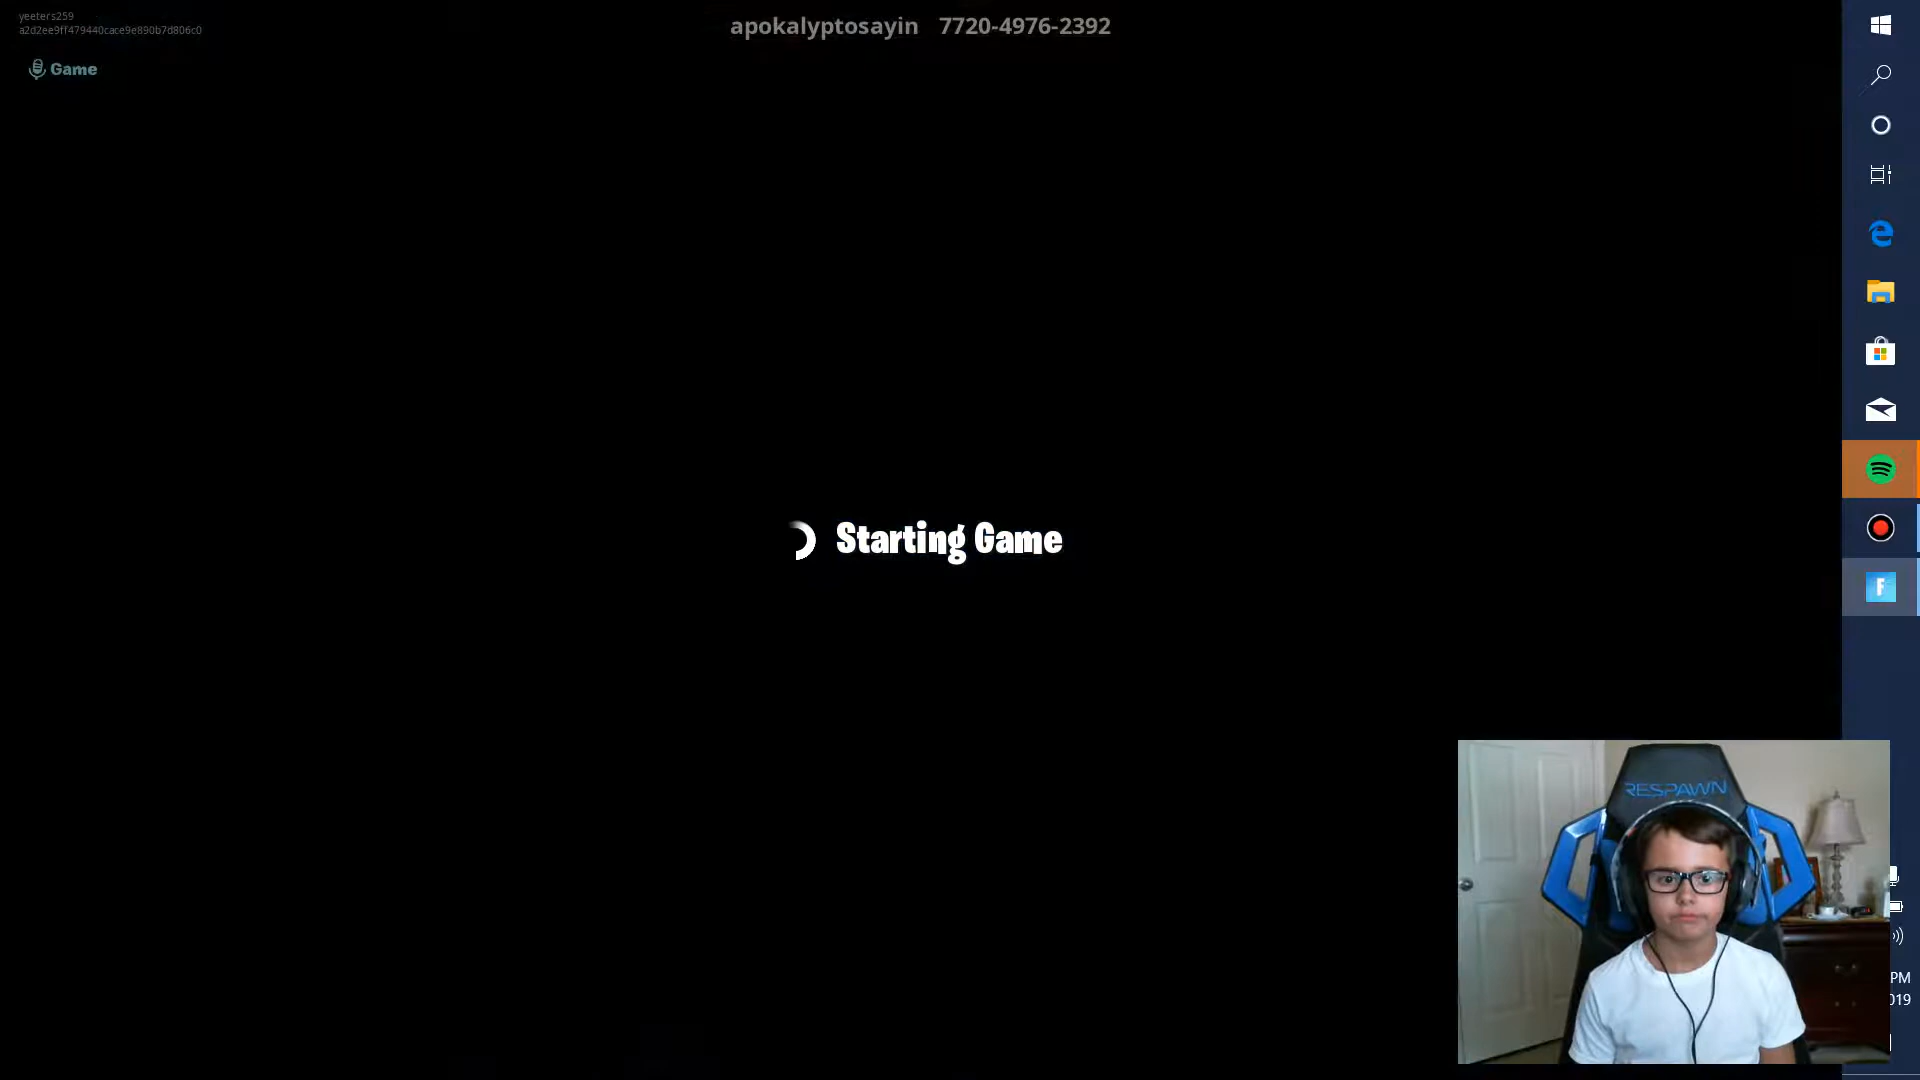 yeeters259
a2d2ee9ff479440cace9e890b7d806c0
apokalyptosayin 7720-4976-2392
Game
Starting Game
F
RESPAWN
PM
019